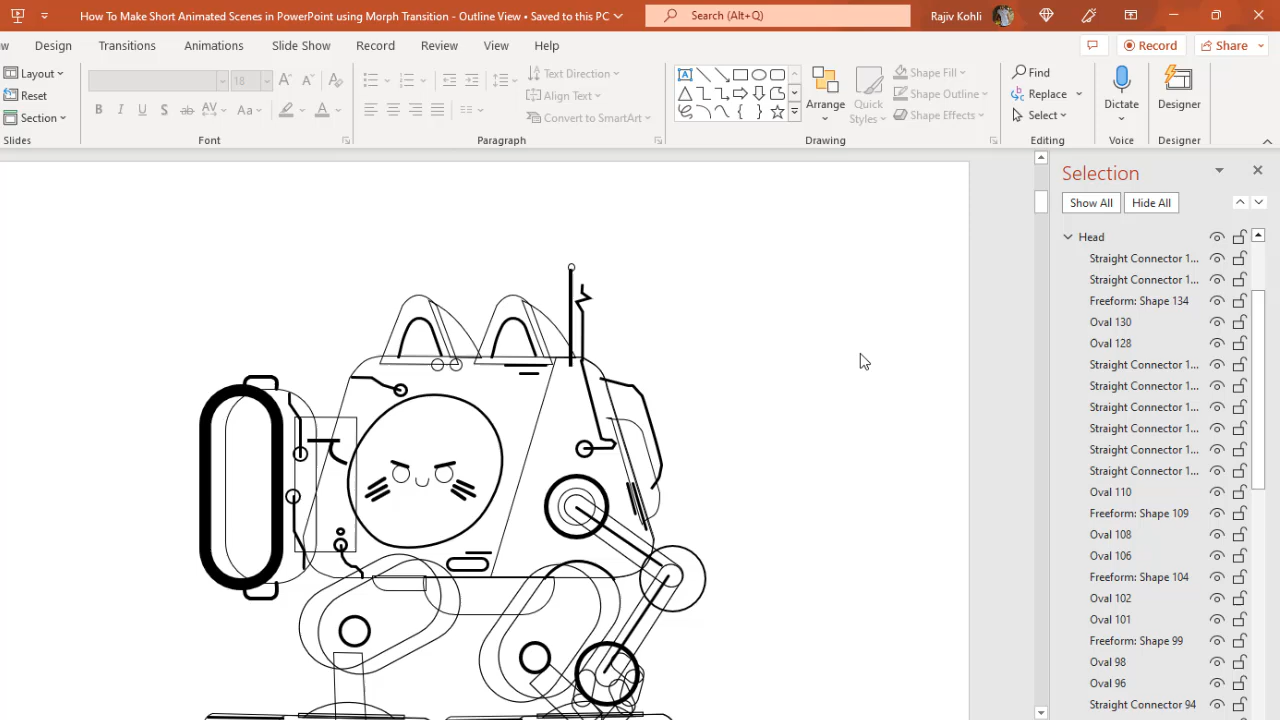 How To Make Short Animated Scenes in PowerPoint using Morph Transition - Outline View • Saved to this PC
Search (Alt+Q)
Rajiv Kohli
w Design Transitions Animations Slide Show Record Review View Help
Record
Share
Layout
Reset
Section
Slides
18
Aa
Font
Text Direction
Align Text
Convert to SmartArt
Paragraph
Arrange
Quick
Styles
Shape Fill
Shape Outline
Shape Effects
Drawing
Find
Replace
Select
Editing
Dictate
Voice
Designer
Designer
Selection
Show All
Hide All
Head
Straight Connector 1...
Straight Connector 1...
Freeform: Shape 134
Oval 130
Oval 128
Straight Connector 1...
Straight Connector 1...
Straight Connector 1...
Straight Connector 1...
Straight Connector 1...
Straight Connector 1...
Oval 110
Freeform: Shape 109
Oval 108
Oval 106
Freeform: Shape 104
Oval 102
Oval 101
Freeform: Shape 99
Oval 98
Oval 96
Straight Connector 94